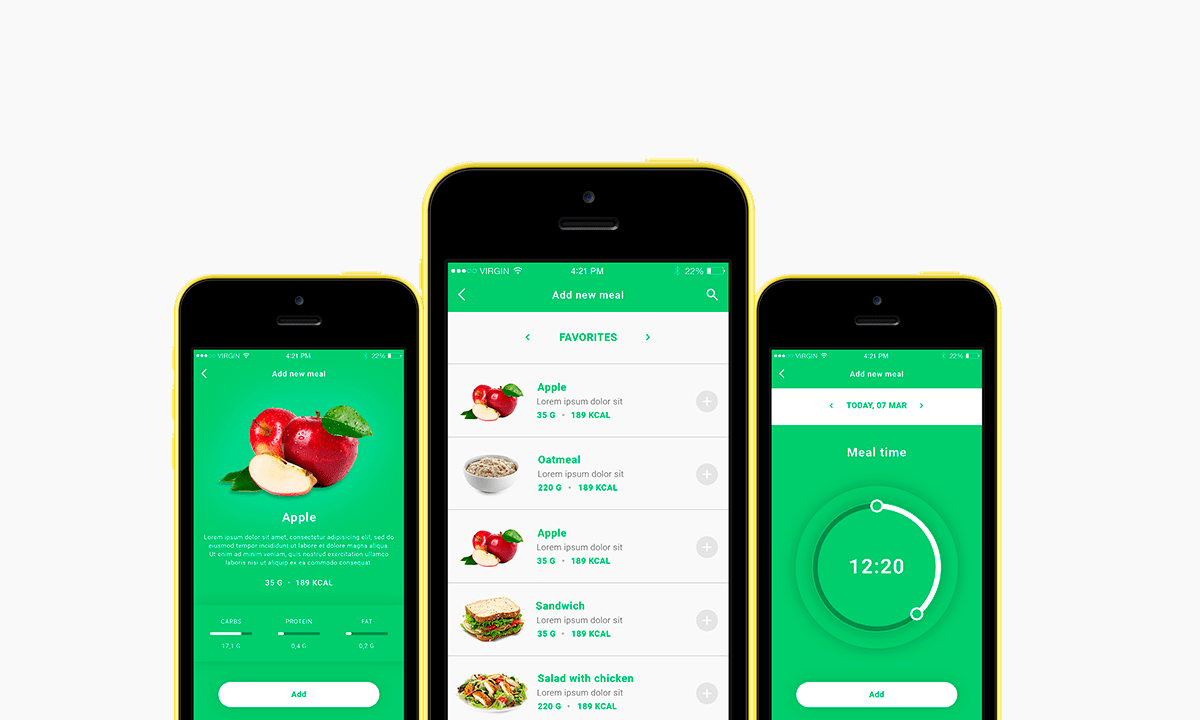 VIRGIN 4:21 PM 22%
Add new meal
Apple
Lorem ipsum dolor sit amet, consectetur adipisicing elit, sed do
eiusmod tempor incididunt ut labore et dolore magna aliqua.
Ut enim ad minim veniam, quis nostrud exercitation ullamco
laboris nisi ut aliquip ex ea commodo consequat.
35 G • 189 KCAL
CARBS PROTEIN FAT
17,1 G 0,4 G 0,2 G
Add
VIRGIN 4:21 PM 22%
Add new meal
FAVORITES
Apple
Lorem ipsum dolor sit
35 G • 189 KCAL
Oatmeal
Lorem ipsum dolor sit
220 G • 189 KCAL
Apple
Lorem ipsum dolor sit
35 G • 189 KCAL
Sandwich
Lorem ipsum dolor sit
35 G • 189 KCAL
Salad with chicken
Lorem ipsum dolor sit
220 G • 189 KCAL
VIRGIN 4:21 PM 22%
Add new meal
TODAY, 07 MAR
Meal time
12:20
Add